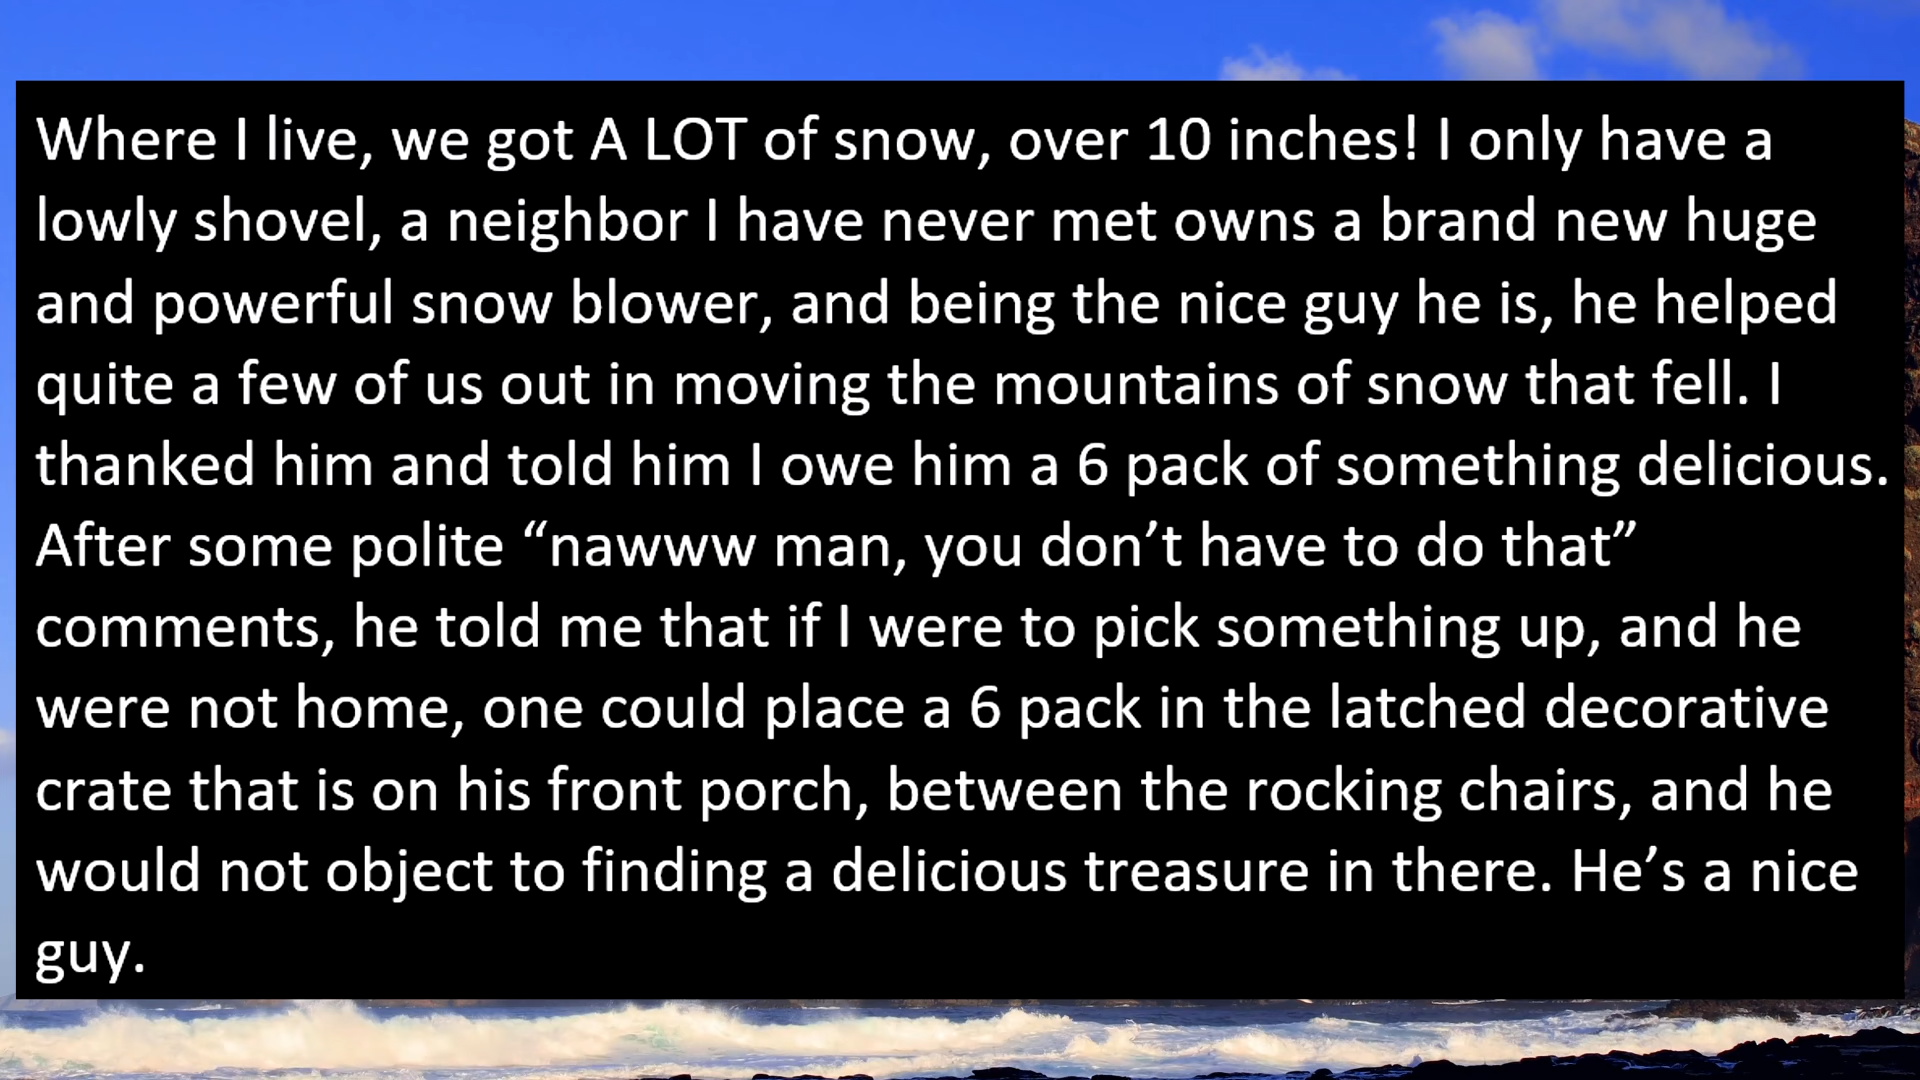 Where I live, we got A LOT of snow, over 10 inches! I only have a
lowly shovel, a neighbor I have never met owns a brand new huge
and powerful snow blower, and being the nice guy he is, he helped
quite a few of us out in moving the mountains of snow that fell. I
thanked him and told him I owe him a 6 pack of something delicious.
After some polite “nawww man, you don’t have to do that”
comments, he told me that if I were to pick something up, and he
were not home, one could place a 6 pack in the latched decorative
crate that is on his front porch, between the rocking chairs, and he
would not object to finding a delicious treasure in there. He’s a nice
guy.